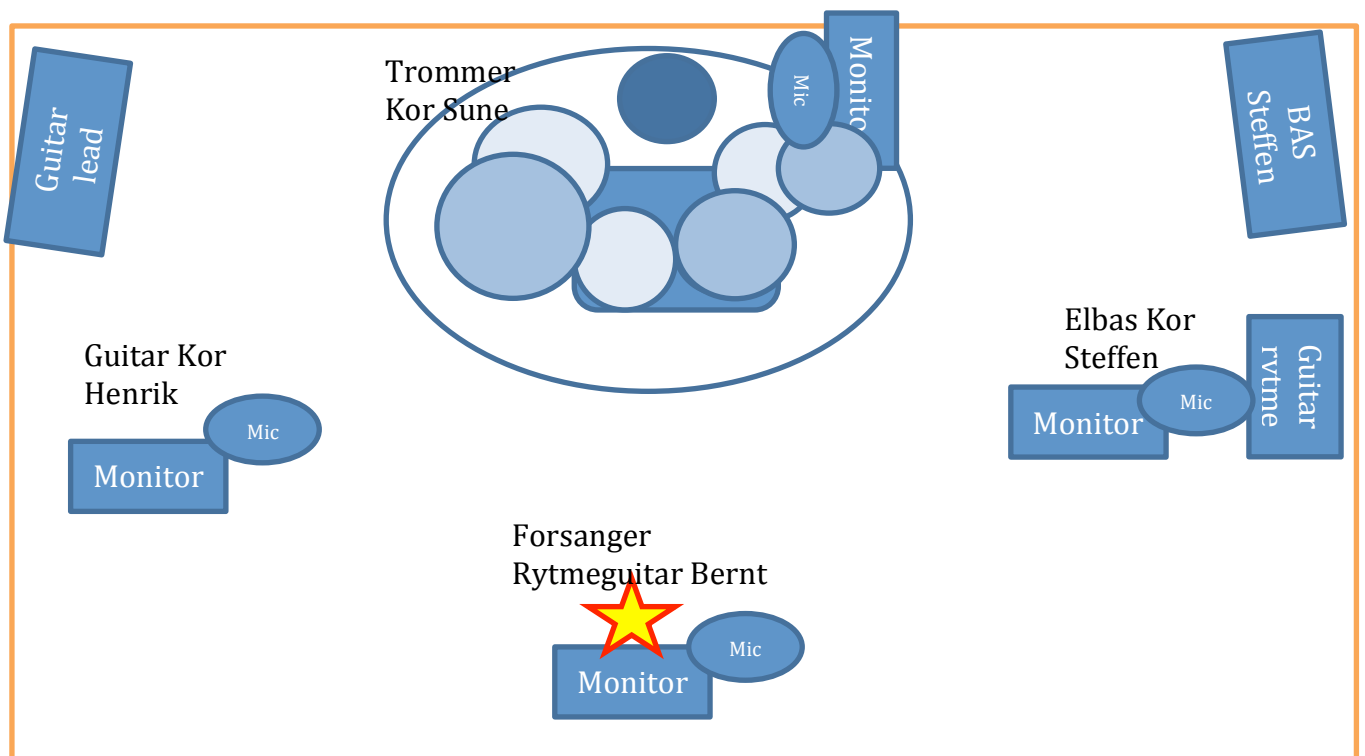 Guitar
lead
Trommer
Kor Sune
Mic
Monito
BAS
Steffen
Guitar Kor
Henrik
Mic
Monitor
Elbas Kor
Steffen
Mic
Monitor
Guitar
rytme
Forsanger
Rytmeguitar Bernt
Mic
Monitor